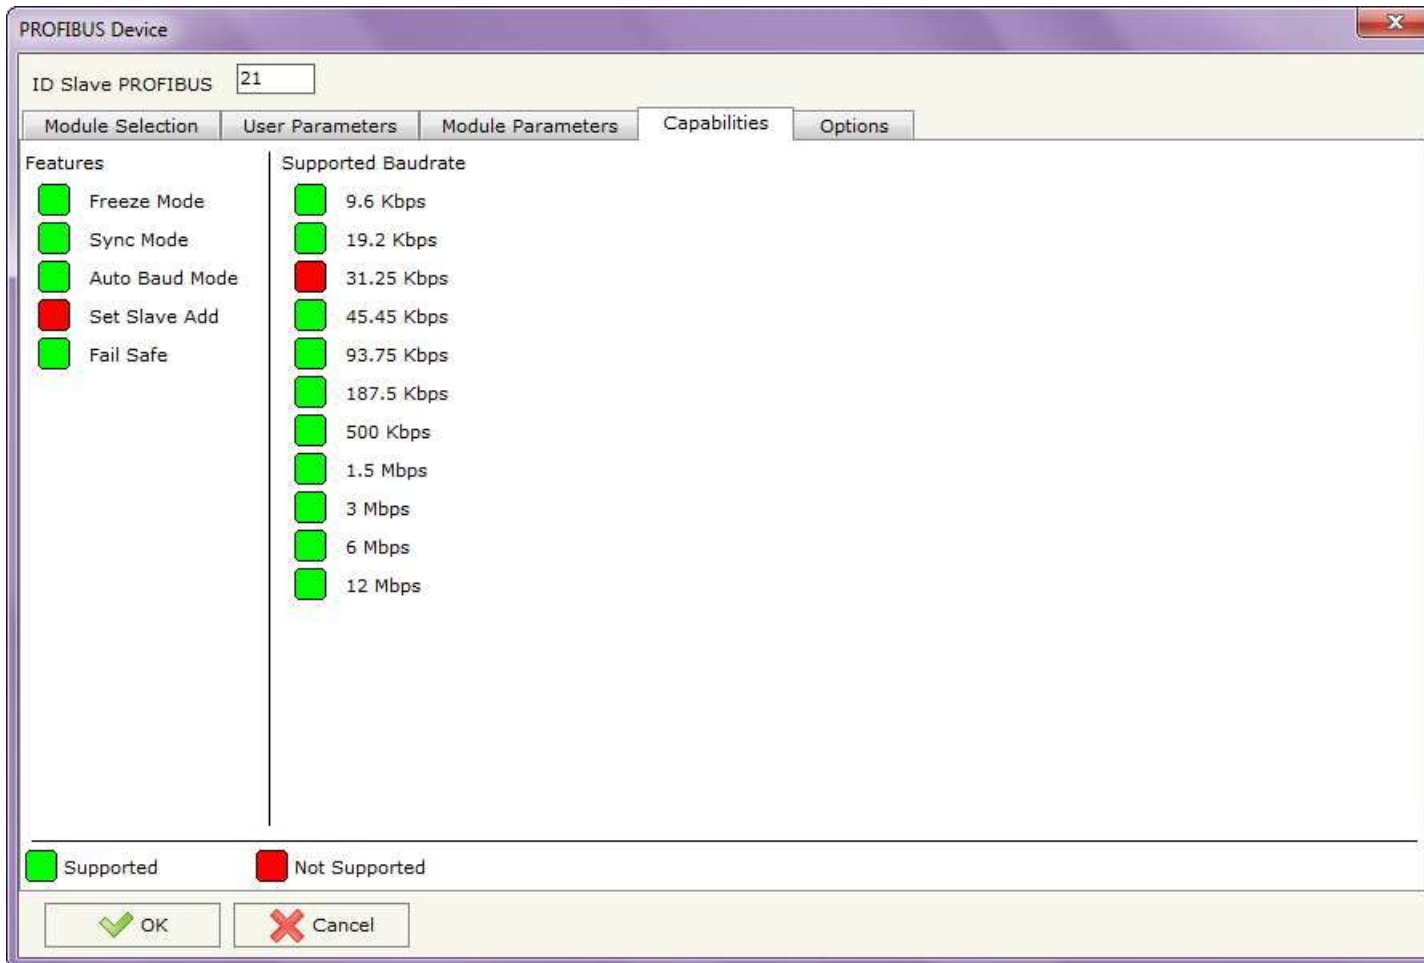 PROFIBUS Device
ID Slave PROFIBUS 21
Module Selection User Parameters Module Parameters Capabilities Options
Features Supported Baudrate
Freeze Mode 9.6 Kbps
Sync Mode 19.2 Kbps
Auto Baud Mode 31.25 Kbps
Set Slave Add 45.45 Kbps
Fail Safe 93.75 Kbps
187.5 Kbps
500 Kbps
1.5 Mbps
3 Mbps
6 Mbps
12 Mbps
Supported Not Supported
OK Cancel